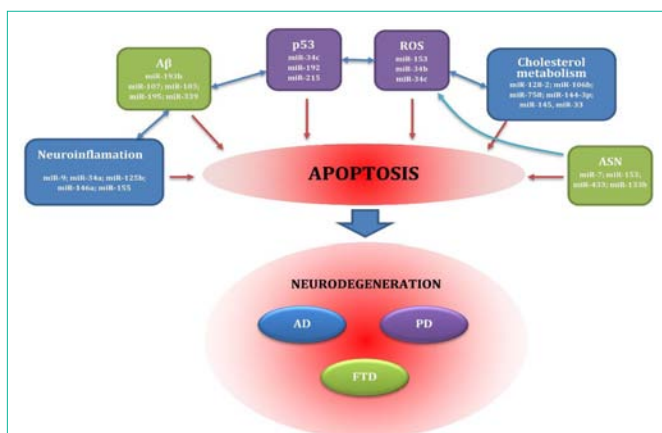 p53
miR-34c
miR-192
miR-215
ROS
miR-153
miR-34b
miR-34c
Aβ
miR-193b
miR-107; miR-103;
miR-195; miR-339
Cholesterol
metabolism
miR-128-2; miR-106b;
miR-758; miR-144-3p;
miR-145, miR-33
Neuroinflamation
miR-9; miR-34a; miR-125b;
miR-146a; miR-155
APOPTOSIS
ASN
miR-7; miR-153;
miR-433; miR-133b
NEURODEGENERATION
AD
PD
FTD